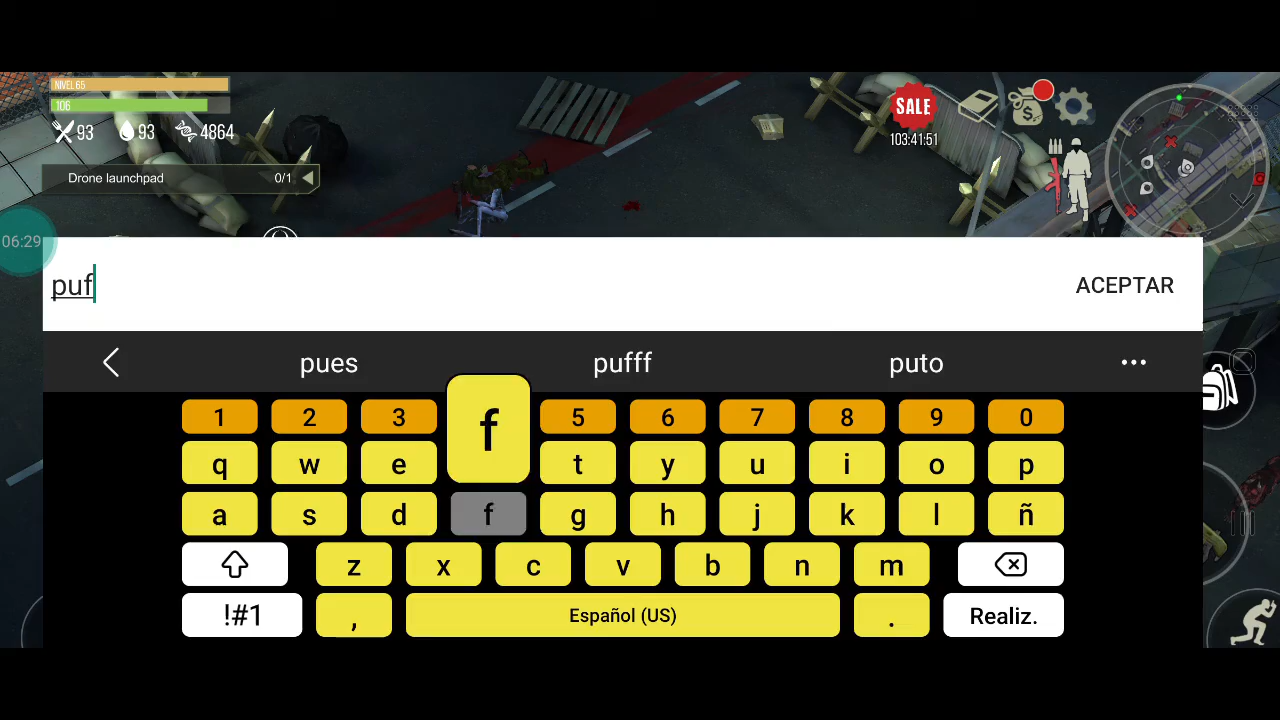 NIVEL 65
106
93 93 4864
SALE
103:41:51
Drone launchpad 0/1
06:29
puf
ACEPTAR
pues pufff puto
1 2 3 f 5 6 7 8 9 0
q w e t y u i o p
a s d f g h j k l ñ
z x c v b n m
!#1 , Español (US) . Realiz.